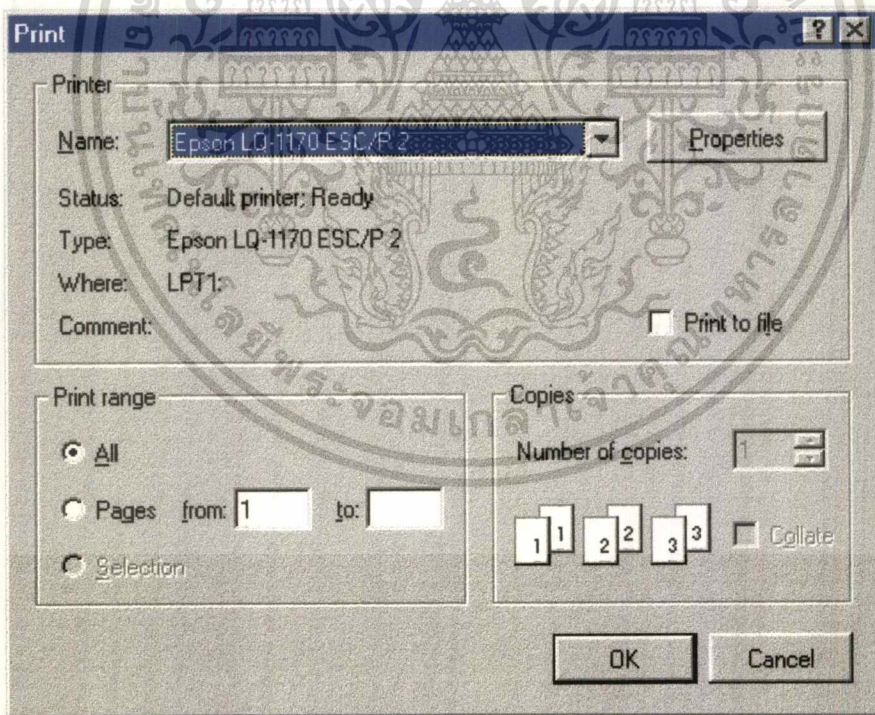 Print
Printer
Name: Epson LQ-1170 ESC/P 2 Properties
Status: Default printer; Ready
Type: Epson LQ-1170 ESC/P 2
Where: LPT1:
Comment: Print to file
Print range
All
Pages from: 1 to:
Selection
Copies
Number of copies: 1
1 1 2 2 3 3 Collate
OK Cancel